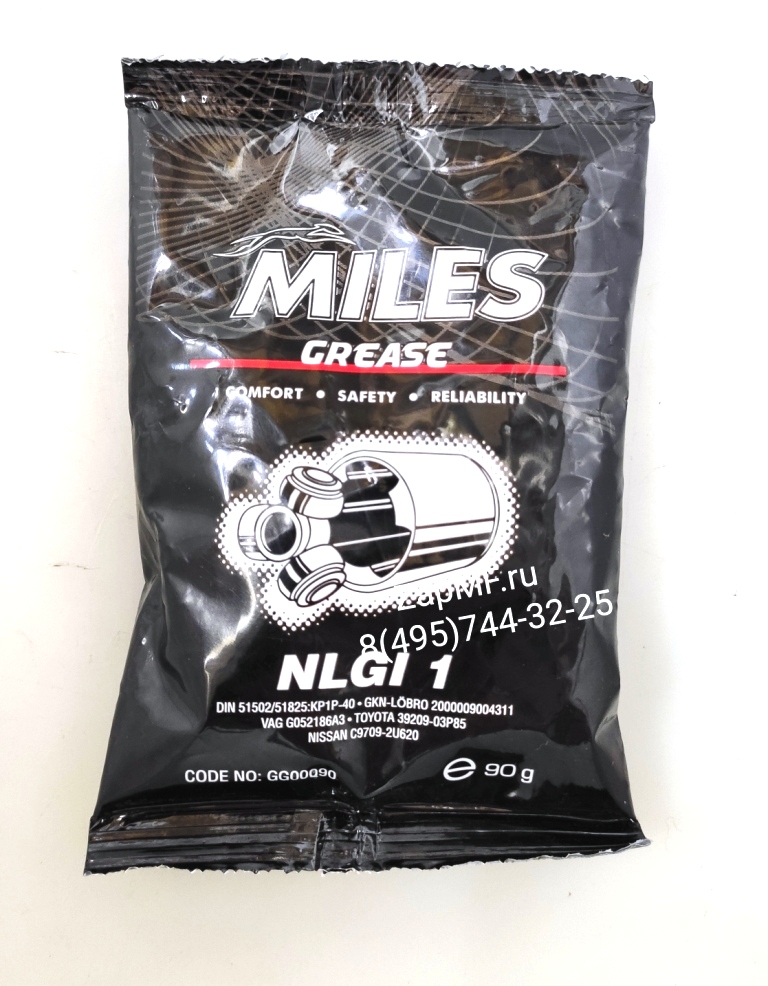 MILES
GREASE
COMFORT • SAFETY • RELIABILITY
ZapMF.ru
8(495)744-32-25
NLGI 1
DIN 51502/51825:KP1P-40 • GKN-LÖBRO 2000009004311
VAG G052186A3 • TOYOTA 39209-03P85
NISSAN C9709-2U620
CODE NO: GG00090
e 90 g